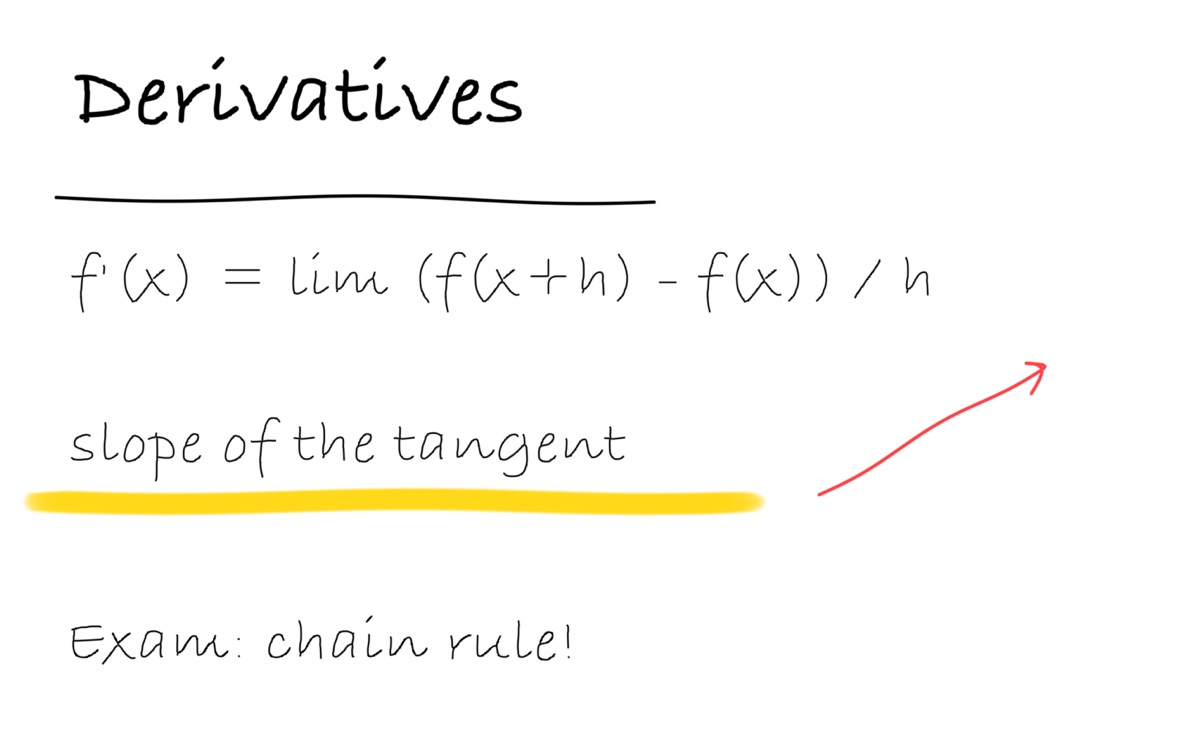 Derivatives
f'(x) = lim (f(x+h) - f(x)) / h
slope of the tangent
Exam: chain rule!